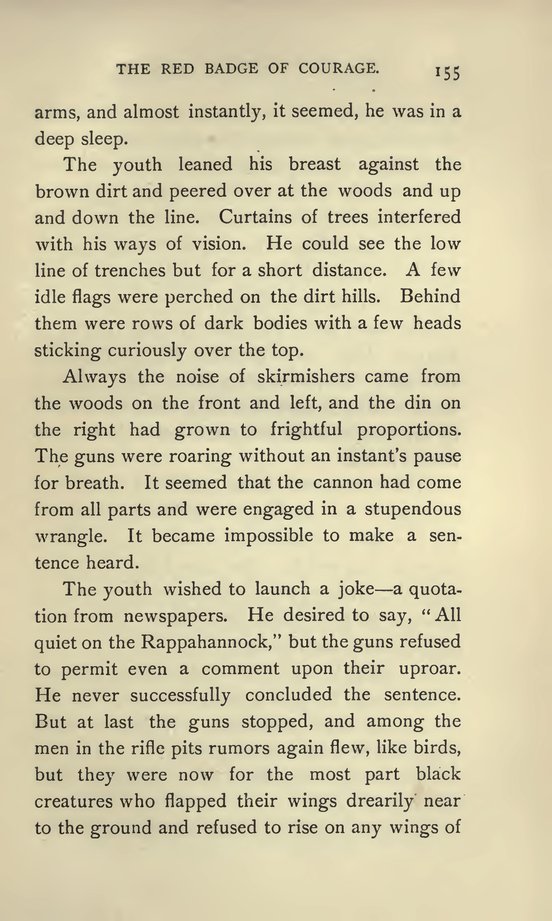 THE RED BADGE OF COURAGE. 155
arms, and almost instantly, it seemed, he was in a
deep sleep.
The youth leaned his breast against the
brown dirt and peered over at the woods and up
and down the line. Curtains of trees interfered
with his ways of vision. He could see the low
line of trenches but for a short distance. A few
idle flags were perched on the dirt hills. Behind
them were rows of dark bodies with a few heads
sticking curiously over the top.
Always the noise of skirmishers came from
the woods on the front and left, and the din on
the right had grown to frightful proportions.
The guns were roaring without an instant's pause
for breath. It seemed that the cannon had come
from all parts and were engaged in a stupendous
wrangle. It became impossible to make a sen-
tence heard.
The youth wished to launch a joke—a quota-
tion from newspapers. He desired to say, "All
quiet on the Rappahannock," but the guns refused
to permit even a comment upon their uproar.
He never successfully concluded the sentence.
But at last the guns stopped, and among the
men in the rifle pits rumors again flew, like birds,
but they were now for the most part black
creatures who flapped their wings drearily near
to the ground and refused to rise on any wings of